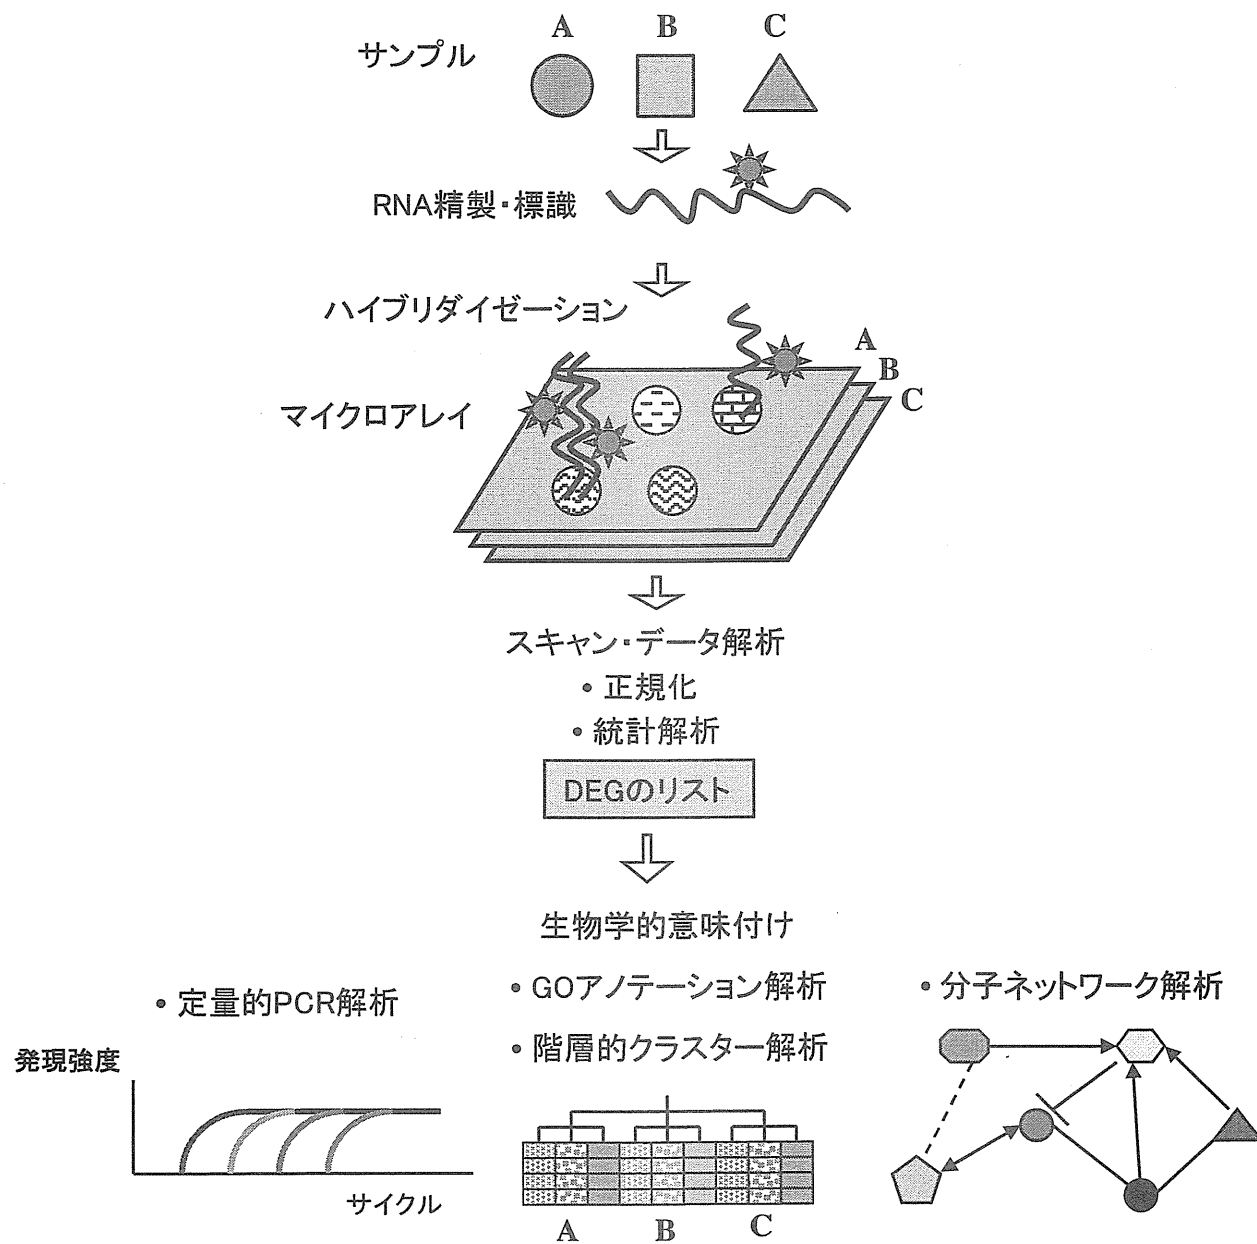 A B C
サンプル
RNA精製・標識
ハイブリダイゼーション
A
B
C
マイクロアレイ
スキャン・データ解析
• 正規化
• 統計解析
DEGのリスト
生物学的意味付け
• 定量的PCR解析
• GOアノテーション解析
• 階層的クラスター解析
• 分子ネットワーク解析
発現強度
サイクル
A B C